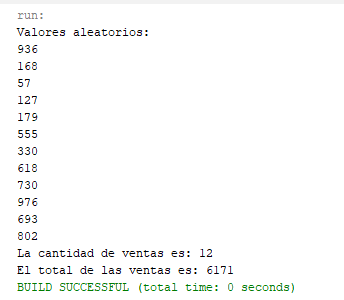 run:
Valores aleatorios:
936
168
57
127
179
555
330
618
730
976
693
802
La cantidad de ventas es: 12
El total de las ventas es: 6171
BUILD SUCCESSFUL (total time: 0 seconds)